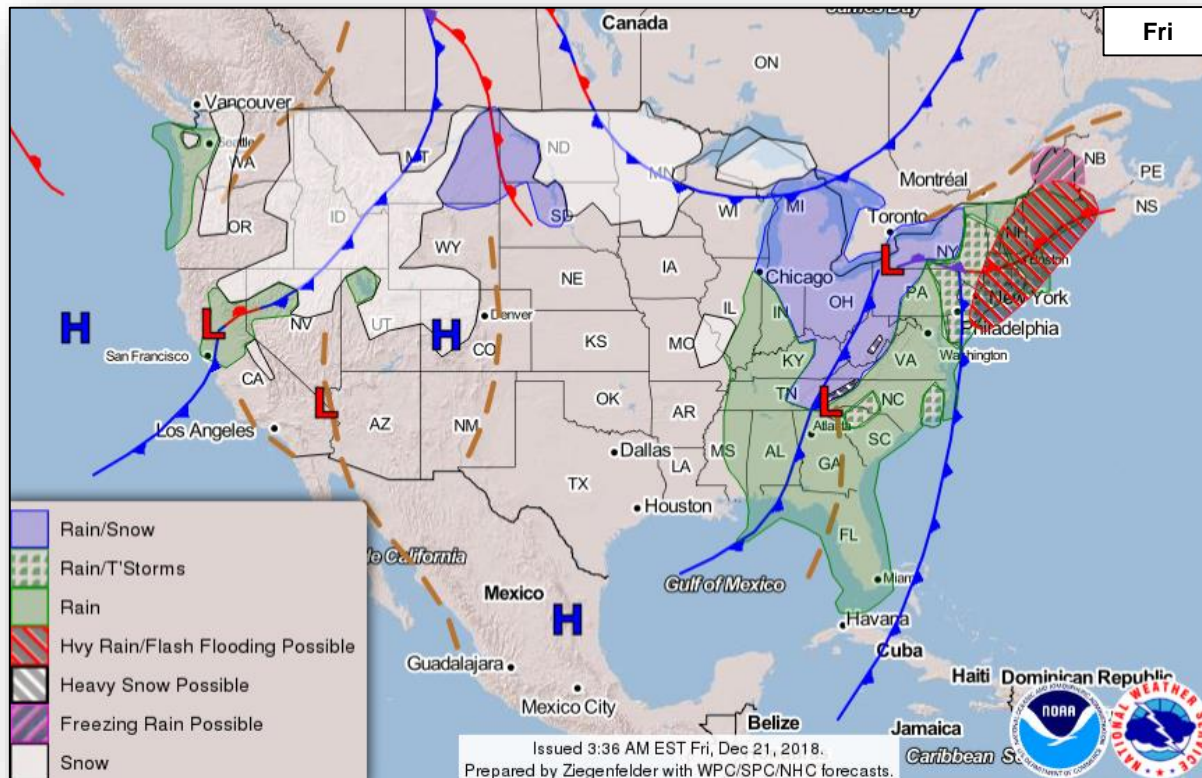 Fri
James Bay
Canada
ON
Vancouver
Seattle
WA
MT
ND
MN
NB
PE
Montréal
NS
OR
ID
WI
MI
Toronto
NH
SD
WY
NY
Boston
Chicago
IA
NE
PA
New York
OH
IL
IN
Philadelphia
NV
UT
Denver
CO
L
H
San Francisco
CA
KS
MO
KY
VA
Washington
TN
NC
OK
AR
Los Angeles
AZ
NM
Atlanta
SC
Dallas
MS
AL
GA
LA
TX
Houston
FL
Miami
Gulf of Mexico
Mexico
Havana
Cuba
Guadalajara
Mexico City
Haiti
Dominican Republic
Belize
Jamaica
Caribbean
de California
H
H
L
L
L
Rain/Snow
Rain/T'Storms
Rain
Hvy Rain/Flash Flooding Possible
Heavy Snow Possible
Freezing Rain Possible
Snow
Issued 3:36 AM EST Fri, Dec 21, 2018.
Prepared by Ziegenfelder with WPC/SPC/NHC forecasts.
NOAA
NATIONAL WEATHER SERVICE